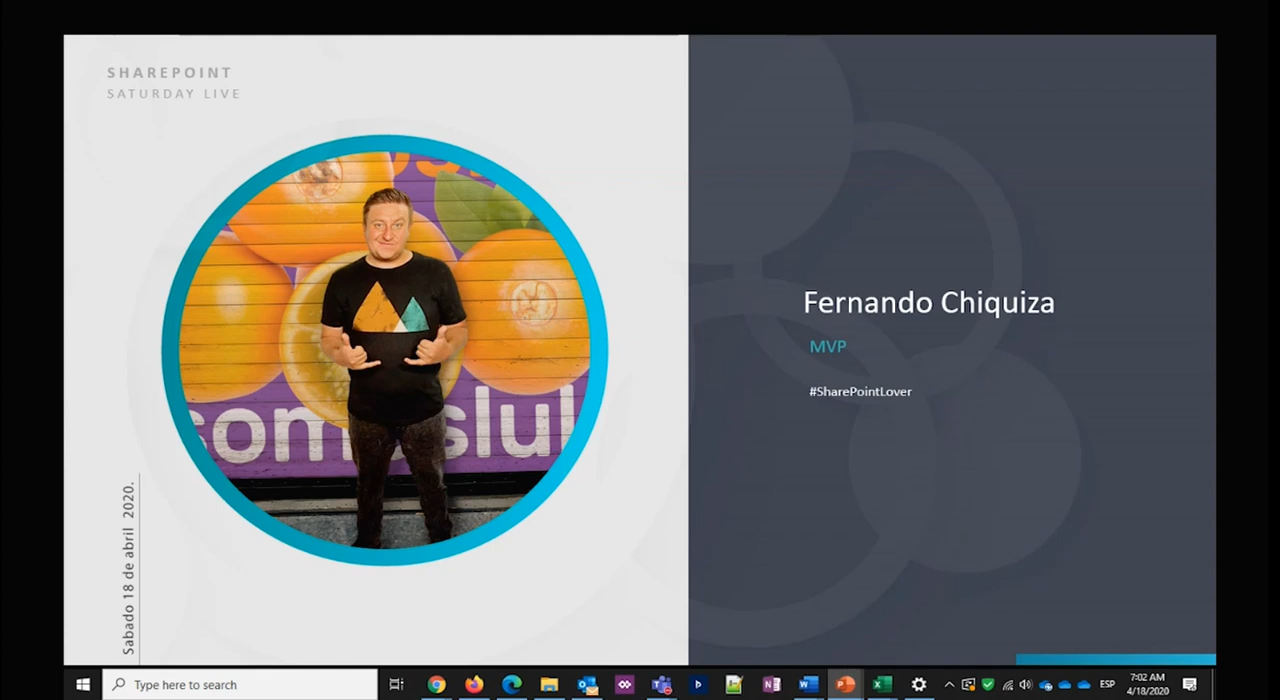 SHAREPOINT
SATURDAY LIVE
Sabado 18 de abril 2020.
Fernando Chiquiza
MVP
#SharePointLover
Type here to search
ESP
7:02 AM
4/18/2020